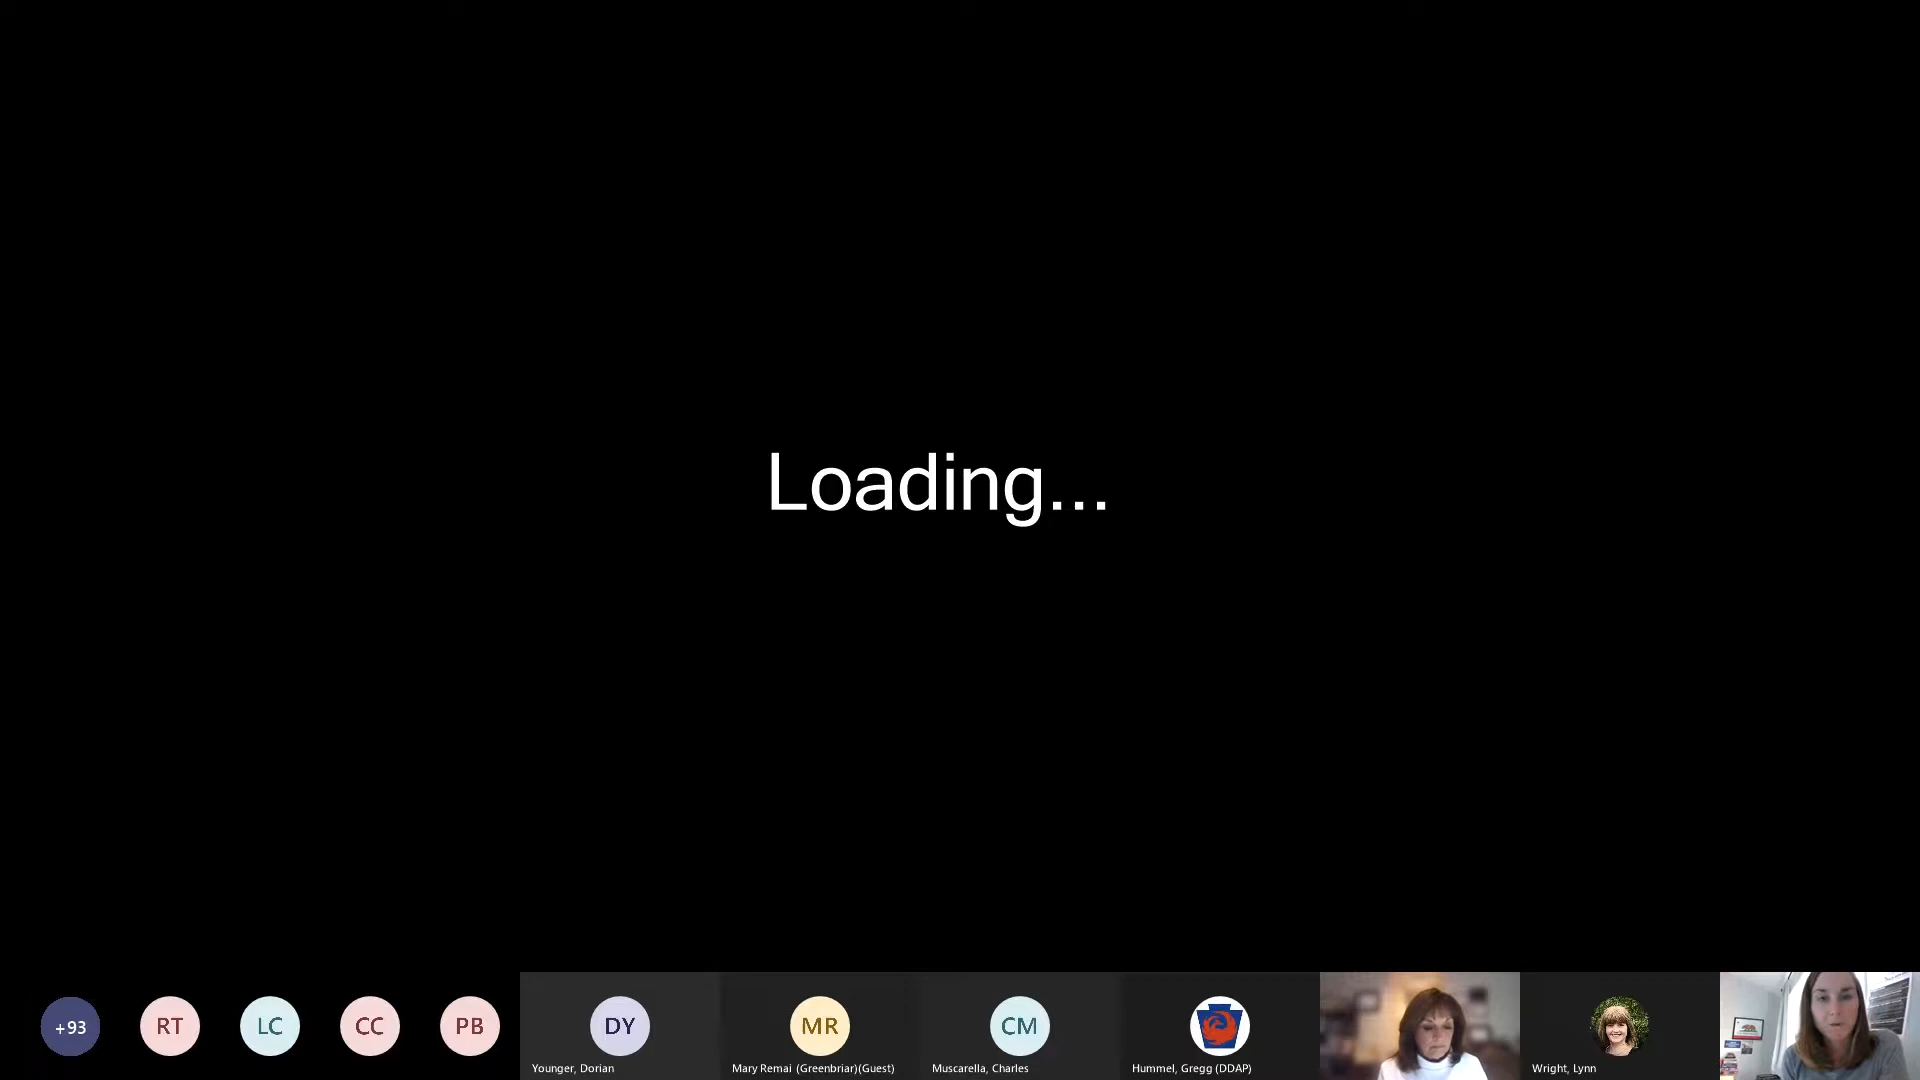 Loading...
+93
RT
LC
CC
PB
DY
MR
CM
Younger, Dorian
Mary Remai (Greenbriar)(Guest)
Muscarella, Charles
Hummel, Gregg (DDAP)
Wright, Lynn